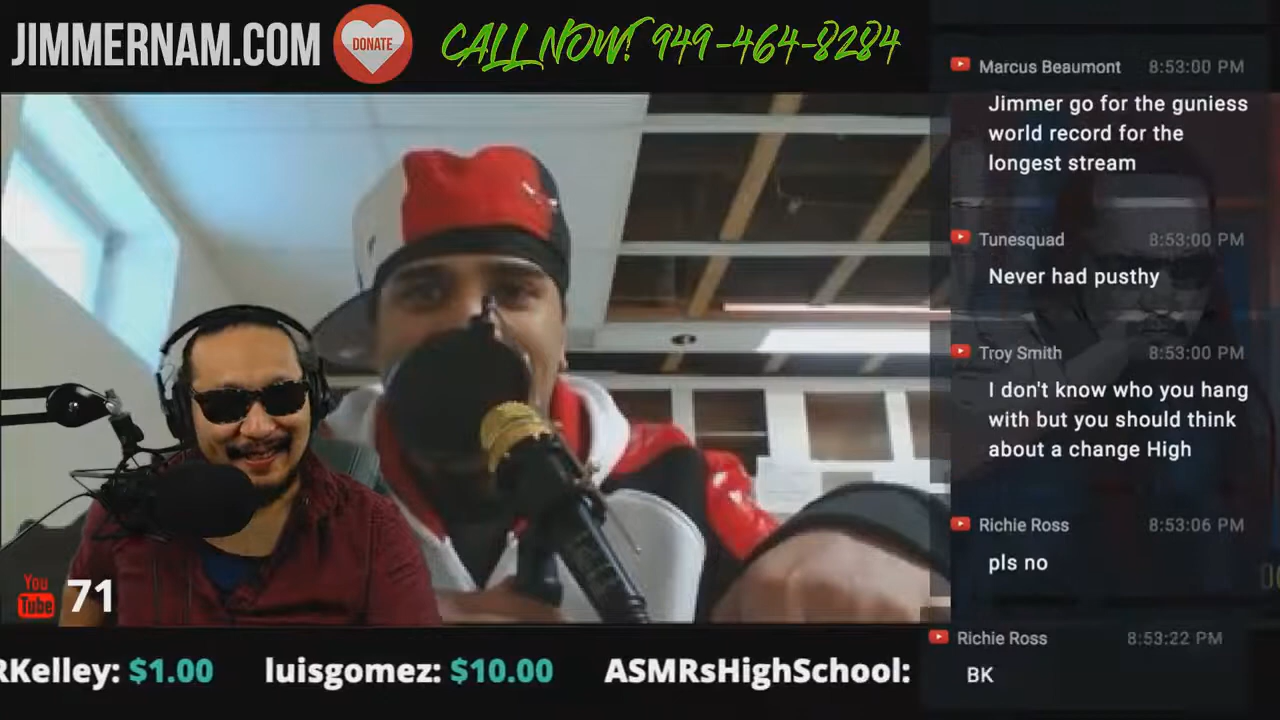 JIMMERNAM.COM
DONATE
CALL NOW! 949-464-8284
Marcus Beaumont 8:53:00 PM
Jimmer go for the guniess
world record for the
longest stream
Tunesquad 8:53:00 PM
Never had pusthy
Troy Smith 8:53:00 PM
I don't know who you hang
with but you should think
about a change High
Richie Ross 8:53:06 PM
pls no
Richie Ross 8:53:22 PM
BK
You
Tube 71
RKelley: $1.00 luisgomez: $10.00 ASMRsHighSchool: